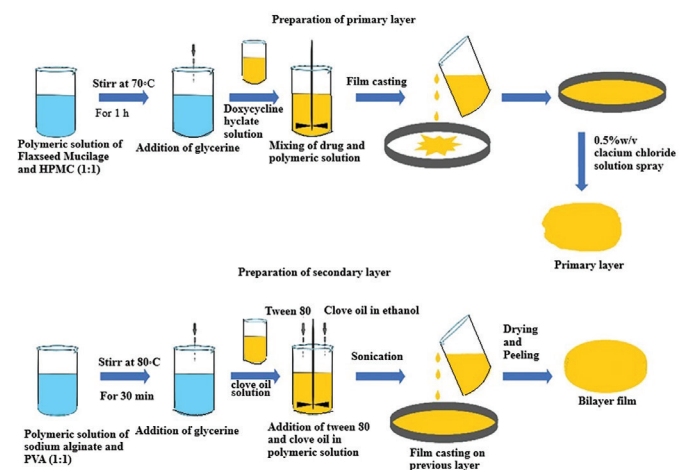 Preparation of primary layer
Stirr at 70◦C
For 1 h
Polymeric solution of
Flaxseed Mucilage
and HPMC (1:1)
Addition of glycerine
Doxycycline
hyclate
solution
Mixing of drug and
polymeric solution
Film casting
0.5%w/v
clacium chloride
solution spray
Primary layer
Preparation of secondary layer
Stirr at 80◦C
For 30 min
Polymeric solution of
sodium alginate and
PVA (1:1)
Addition of glycerine
clove oil
solution
Tween 80
Clove oil in ethanol
Addition of tween 80
and clove oil in
polymeric solution
Sonication
Film casting on
previous layer
Drying
and
Peeling
Bilayer film